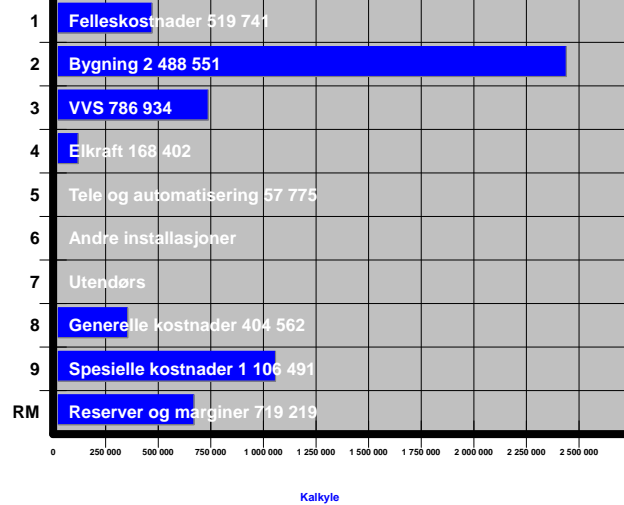 1 Felleskostnader 519 741
2 Bygning 2 488 551
3 VVS 786 934
4 Elkraft 168 402
5 Tele og automatisering 57 775
6 Andre installasjoner
7 Utendørs
8 Generelle kostnader 404 562
9 Spesielle kostnader 1 106 491
RM Reserver og marginer 719 219
0 250 000 500 000 750 000 1 000 000 1 250 000 1 500 000 1 750 000 2 000 000 2 250 000 2 500 000
Kalkyle